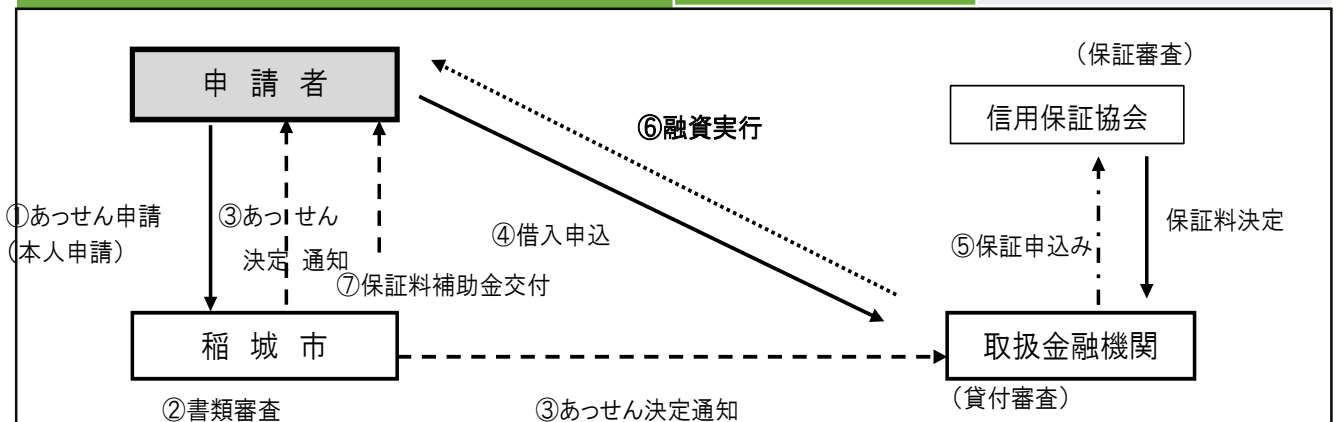 (保証審査)
申請者
信用保証協会
⑥融資実行
①あっせん申請
(本人申請)
③あっせん
決定通知
④借入申込
⑤保証申込み
保証料決定
⑦保証料補助金交付
稲城市
取扱金融機関
②書類審査
③あっせん決定通知
(貸付審査)